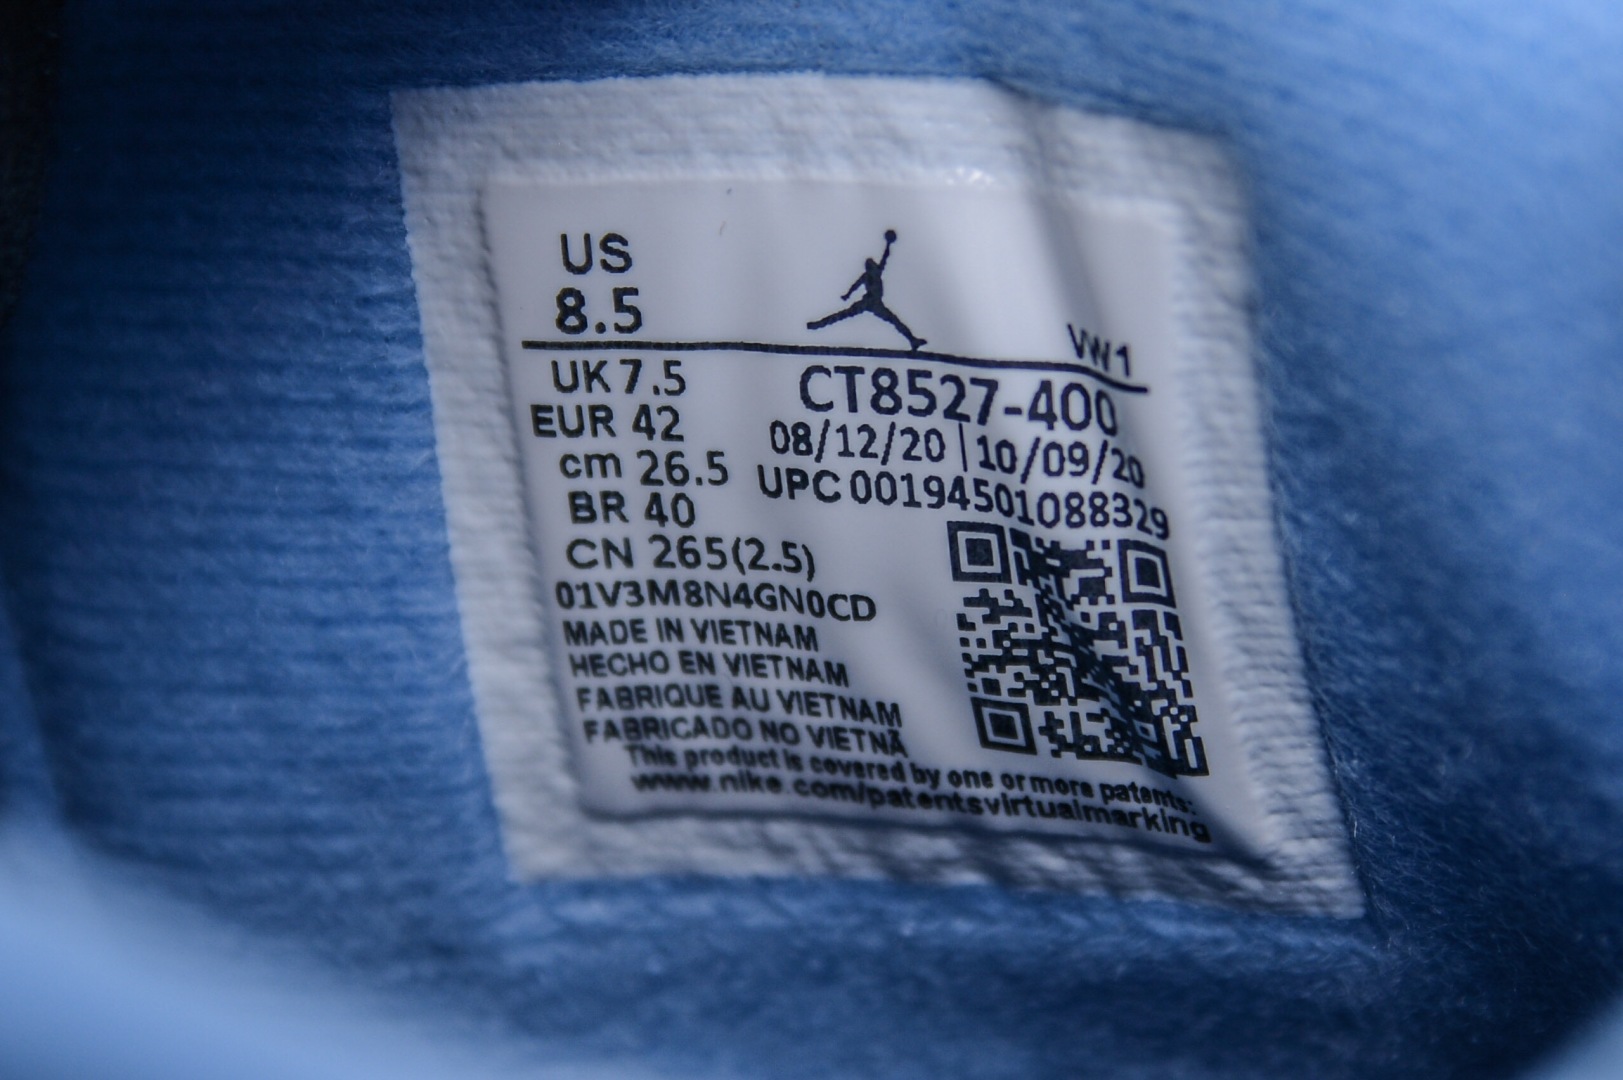 US
8.5
VW1
UK 7.5
EUR 42
cm 26.5
BR 40
CN 265(2.5)
CT8527-400
08/12/20 | 10/09/20
UPC 00194501088329
01V3M8N4GN0CD
MADE IN VIETNAM
HECHO EN VIETNAM
FABRIQUE AU VIETNAM
FABRICADO NO VIETNÃ
This product is covered by one or more patents:
www.nike.com/patentsvirtualmarking